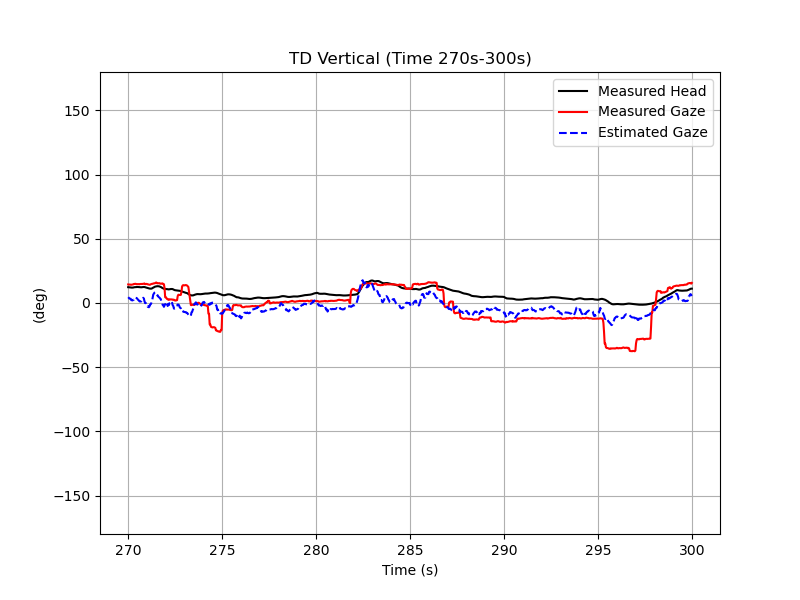 TD Vertical (Time 270s-300s)
Measured Head
Measured Gaze
Estimated Gaze
150
100
50
0
−50
−100
−150
(deg)
270 275 280 285 290 295 300
Time (s)